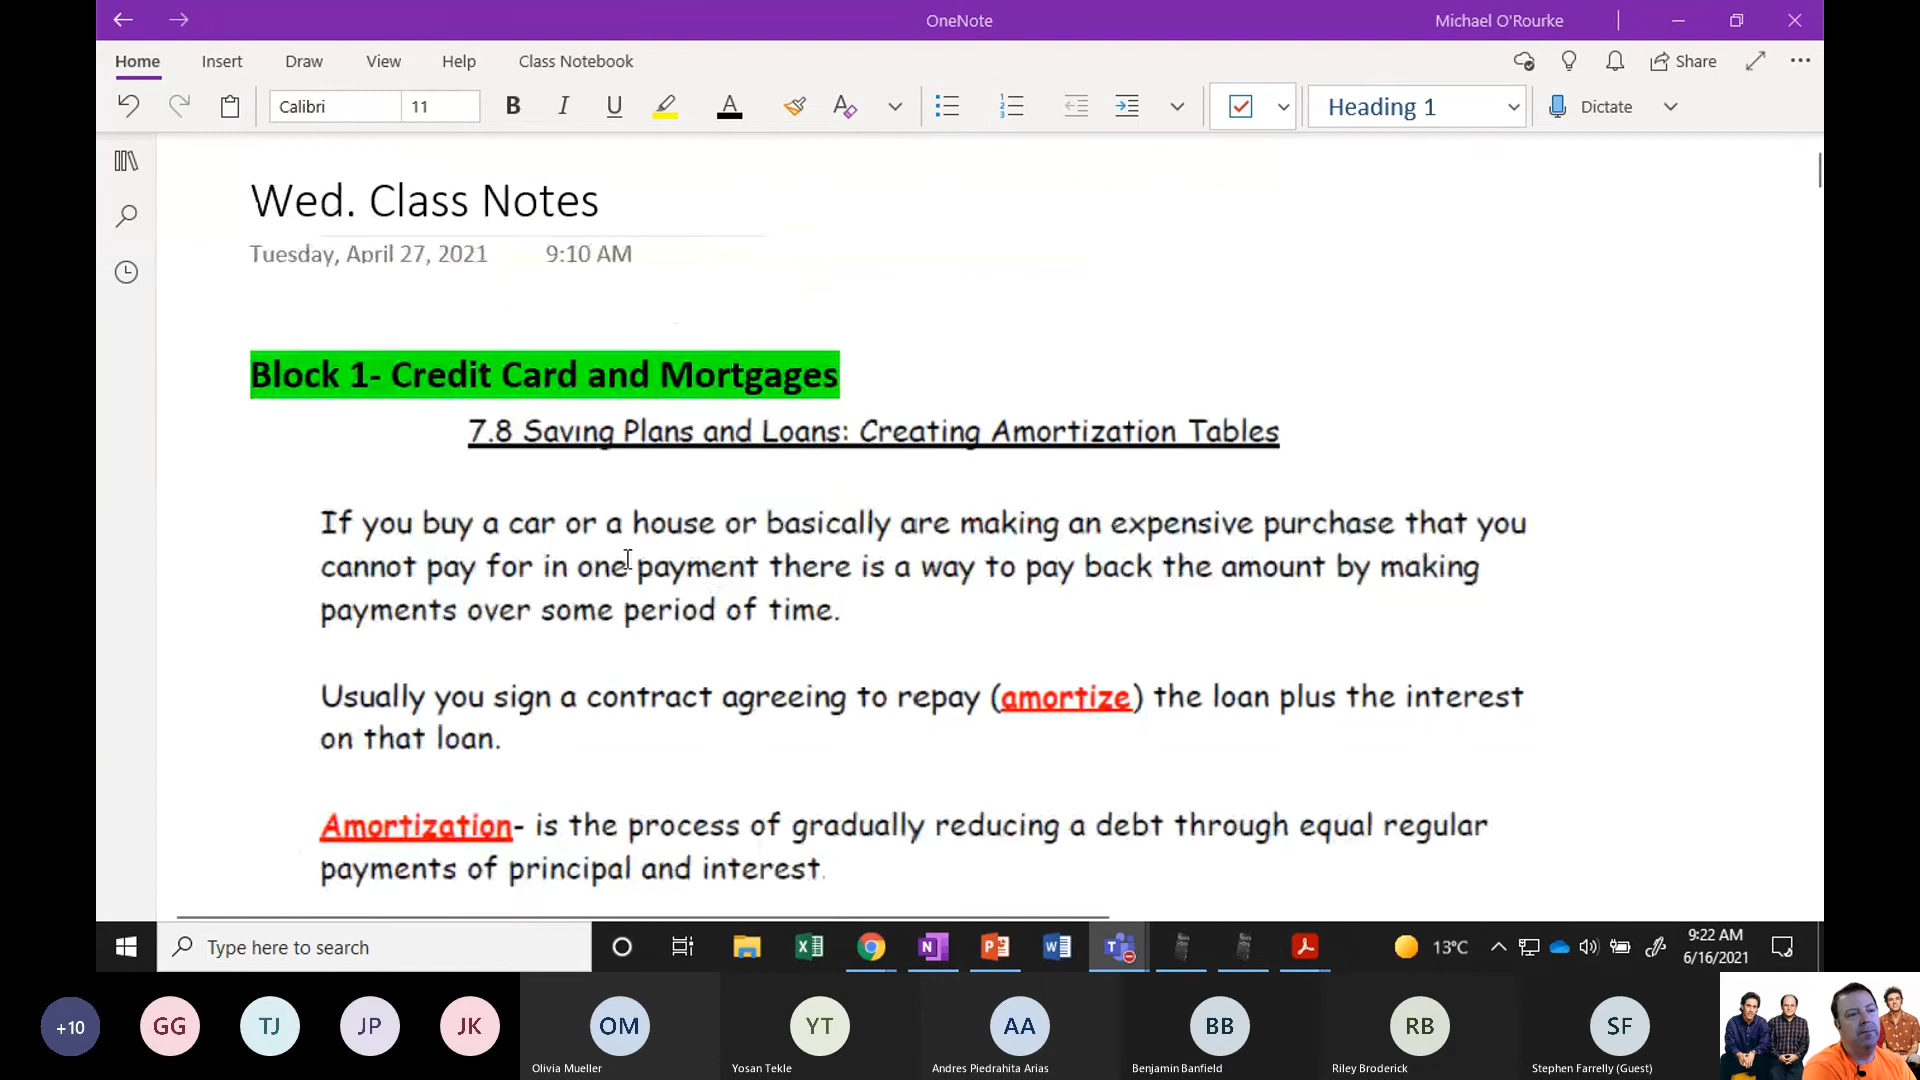 OneNote
Michael O'Rourke
Home Insert Draw View Help Class Notebook
Share
Calibri 11 B I U A A Heading 1 Dictate
Wed. Class Notes
Tuesday, April 27, 2021 9:10 AM
Block 1- Credit Card and Mortgages
7.8 Saving Plans and Loans: Creating Amortization Tables
If you buy a car or a house or basically are making an expensive purchase that you
cannot pay for in one payment there is a way to pay back the amount by making
payments over some period of time.
Usually you sign a contract agreeing to repay (amortize) the loan plus the interest
on that loan.
Amortization- is the process of gradually reducing a debt through equal regular
payments of principal and interest.
Type here to search
13°C
9:22 AM
6/16/2021
+10 GG TJ JP JK OM YT AA BB RB SF
Olivia Mueller Yosan Tekle Andres Piedrahita Arias Benjamin Banfield Riley Broderick Stephen Farrelly (Guest)